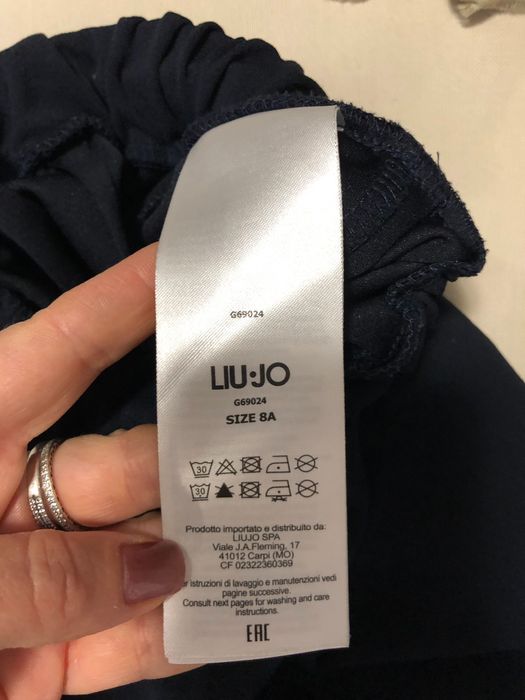 G69024
LIU·JO
G69024
SIZE 8A
30
30
Prodotto importato e distribuito da:
LIUJO SPA
Viale J.A.Fleming, 17
41012 Carpi (MO)
CF 02322360369
istruzioni di lavaggio e manutenzioni vedi
pagine successive.
Consult next pages for washing and care
instructions.
EAC